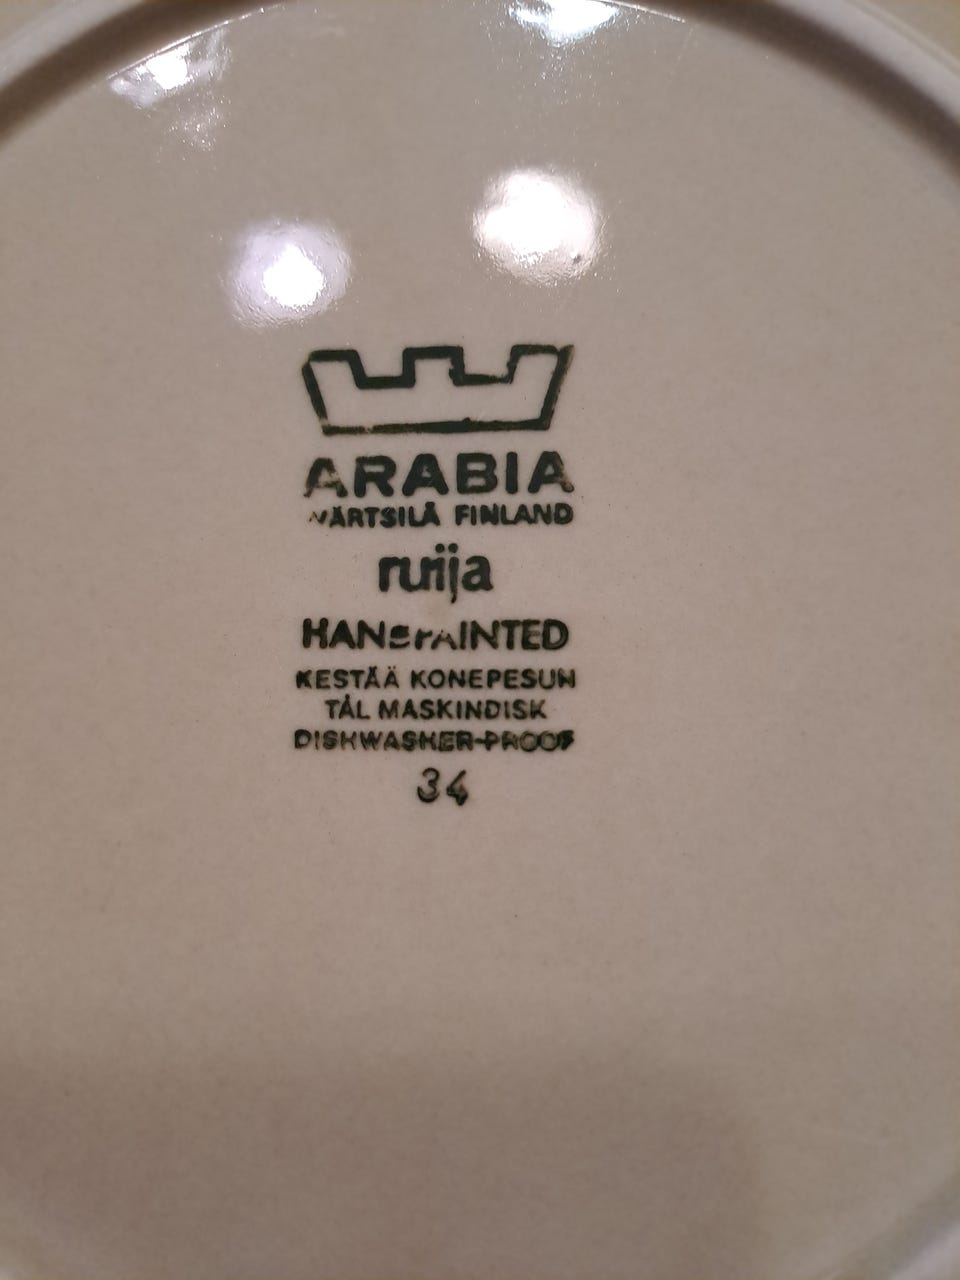 ARABIA
WÄRTSILÄ FINLAND
ruija
HANDPAINTED
KESTÄÄ KONEPESUN
TÅL MASKINDISK
DISHWASHER-PROOF
34